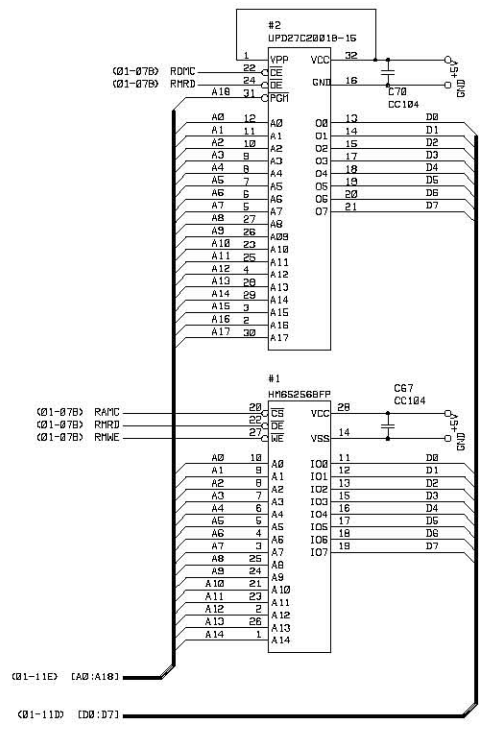 #2
UPD27C2001B-15
1 VPP VCC 32
(01-07B) RDMC 22 CE
(01-07B) RMRD 24 OE GND 16
A18 31 PGM
+5V
GND
C70
CC104
A0 12 A0 O0 13 D0
A1 11 A1 O1 14 D1
A2 10 A2 O2 15 D2
A3 9 A3 O3 17 D3
A4 8 A4 O4 18 D4
A5 7 A5 O5 19 D5
A6 6 A6 O6 20 D6
A7 5 A7 O7 21 D7
A8 27 A8
A9 26 A09
A10 23 A10
A11 25 A11
A12 4 A12
A13 28 A13
A14 29 A14
A15 3 A15
A16 2 A16
A17 30 A17
#1
HM65256BFP
(01-07B) RAMC 20 CS VCC 28
(01-07B) RMRD 22 OE
(01-07B) RMWE 27 WE VSS 14
C67
CC104
+5V
GND
A0 10 A0 IO0 11 D0
A1 9 A1 IO1 12 D1
A2 8 A2 IO2 13 D2
A3 7 A3 IO3 15 D3
A4 6 A4 IO4 16 D4
A5 5 A5 IO5 17 D5
A6 4 A6 IO6 18 D6
A7 3 A7 IO7 19 D7
A8 25 A8
A9 24 A9
A10 21 A10
A11 23 A11
A12 2 A12
A13 26 A13
A14 1 A14
(01-11E) [A0:A18]
(01-11D) [D0:D7]